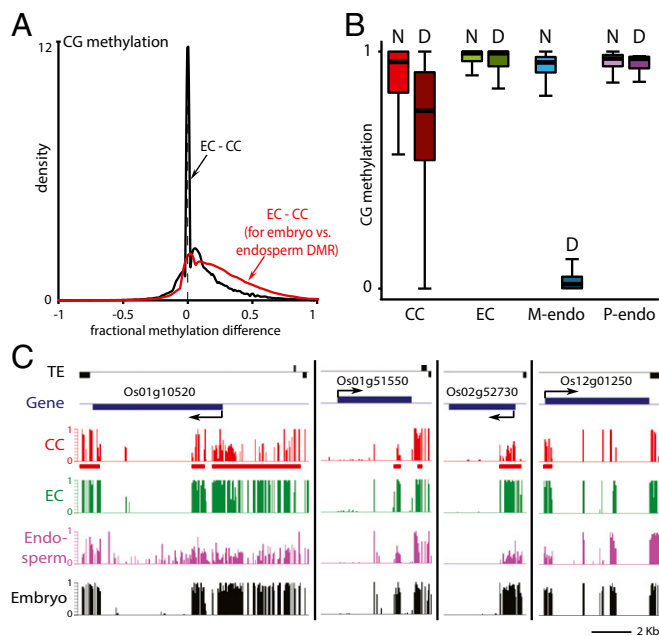 A
CG methylation
12
density
0
EC - CC
EC - CC
(for embryo vs.
endosperm DMR)
-1 -0.5 0 0.5 1
fractional methylation difference
B
CG methylation
1
0
N D N D N D N D
CC EC M-endo P-endo
C
TE
Gene
Os01g10520 Os01g51550 Os02g52730 Os12g01250
CC
1
0
EC
1
0
Endo-
sperm
1
0
Embryo
1
0
2 Kb